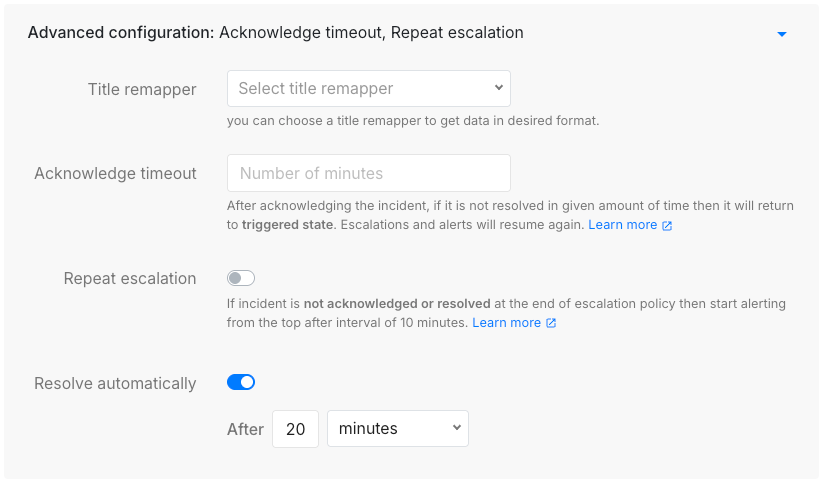 Advanced configuration: Acknowledge timeout, Repeat escalation
Title remapper
Select title remapper
you can choose a title remapper to get data in desired format.
Acknowledge timeout
Number of minutes
After acknowledging the incident, if it is not resolved in given amount of time then it will return
to triggered state. Escalations and alerts will resume again. Learn more
Repeat escalation
If incident is not acknowledged or resolved at the end of escalation policy then start alerting
from the top after interval of 10 minutes. Learn more
Resolve automatically
After 20 minutes